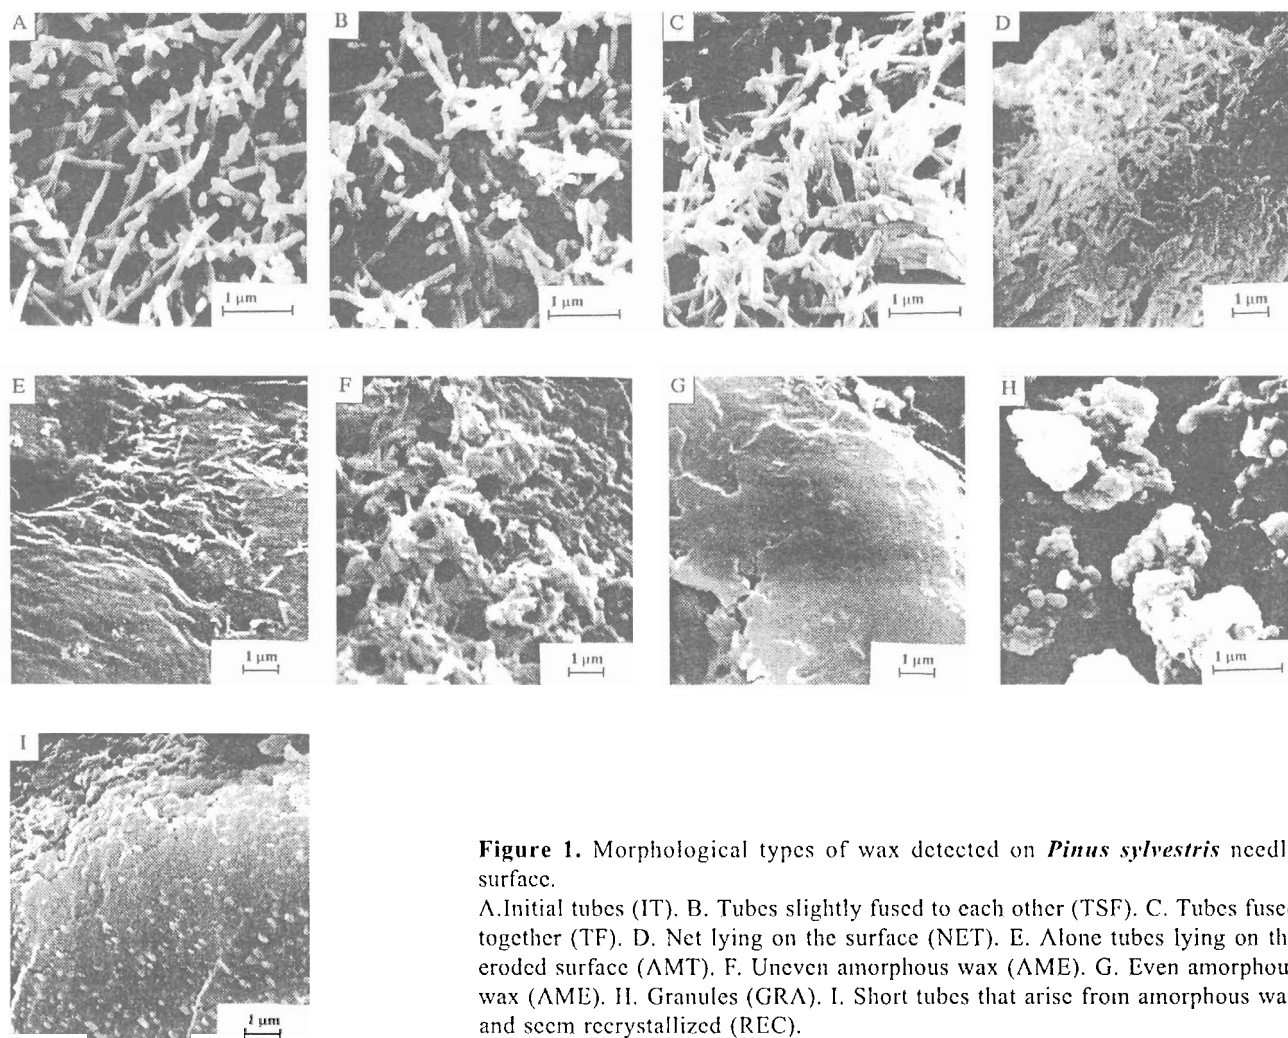 A B C D
1 µm 1 µm 1 µm 1 µm
E F G H
1 µm 1 µm 1 µm 1 µm
I
1 µm
Figure 1. Morphological types of wax detected on Pinus sylvestris needl
surface.
A.Initial tubes (IT). B. Tubes slightly fused to each other (TSF). C. Tubes fuse
together (TF). D. Net lying on the surface (NET). E. Alone tubes lying on th
eroded surface (AMT). F. Uneven amorphous wax (AME). G. Even amorphou
wax (AME). H. Granules (GRA). I. Short tubes that arise from amorphous wa
and seem recrystallized (REC).